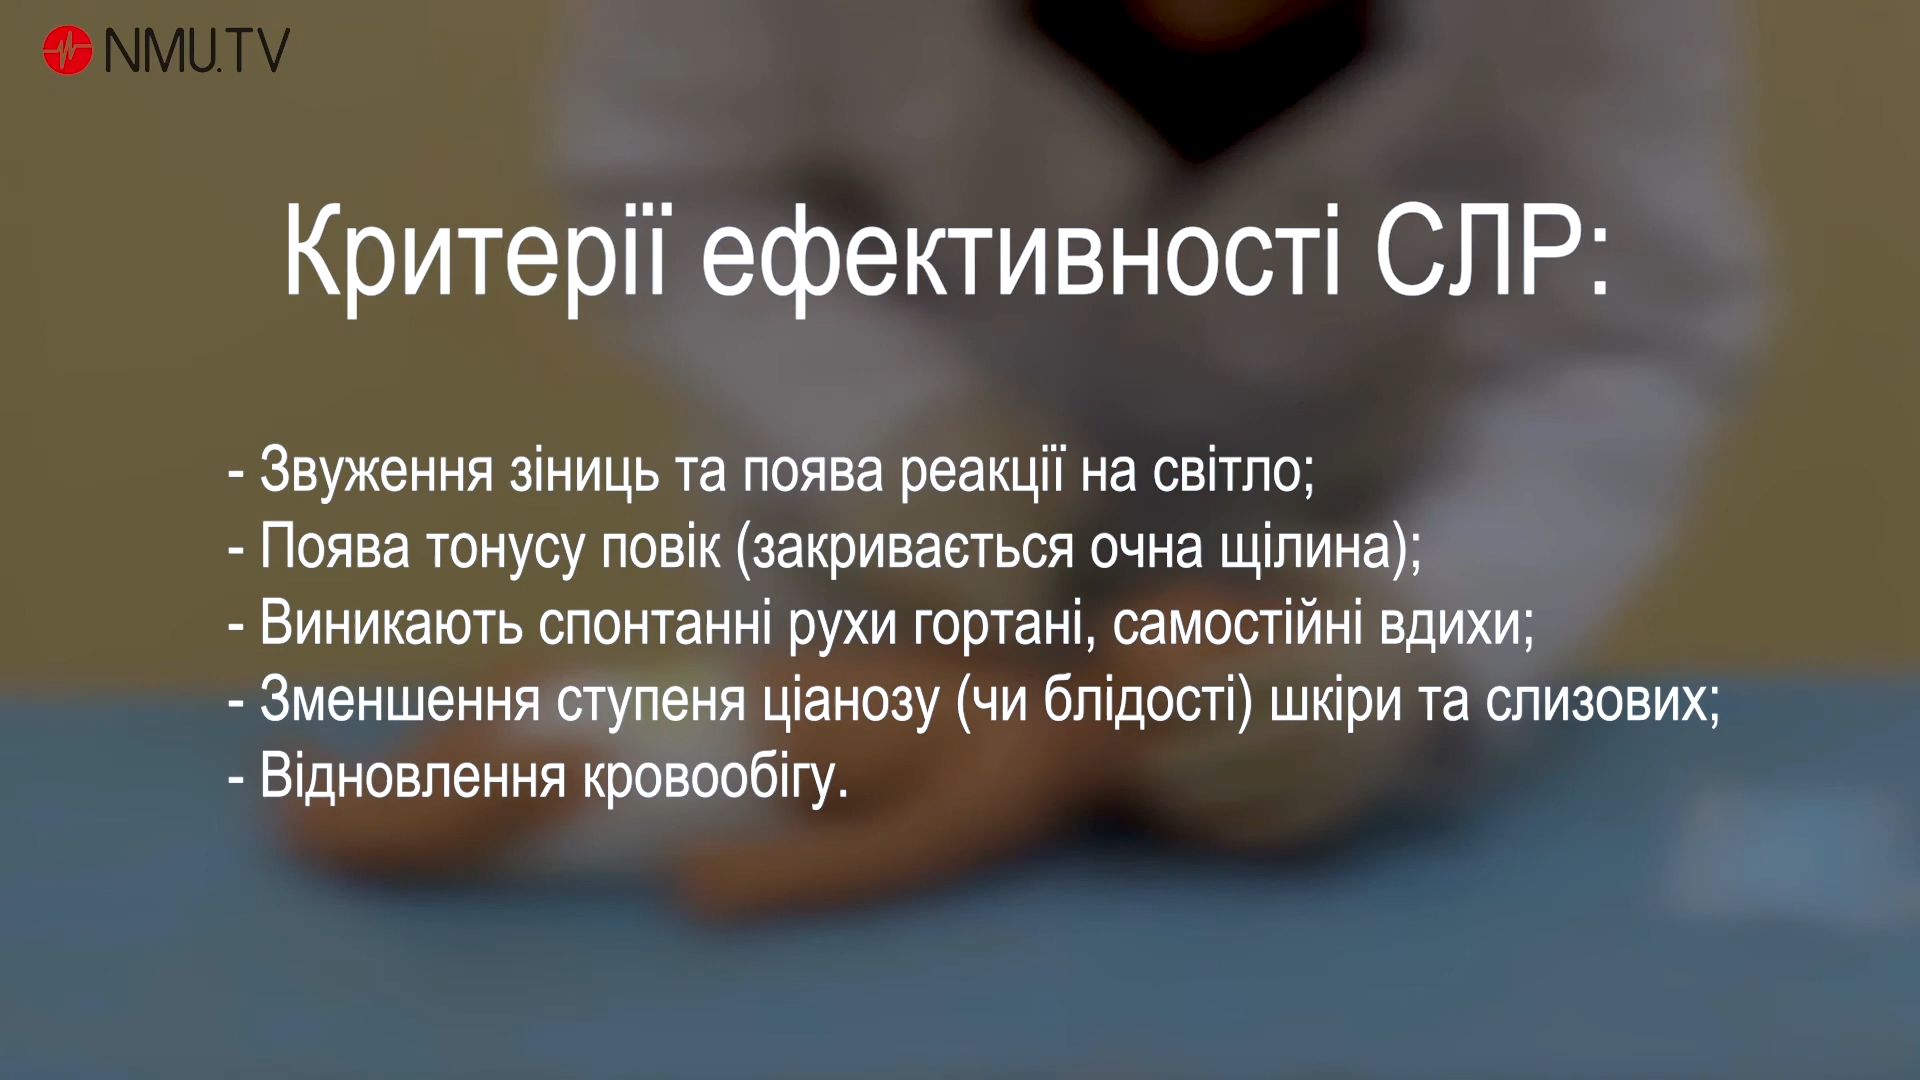 NMU.TV
Критерії ефективності СЛР:
- Звуження зіниць та поява реакції на світло;
- Поява тонусу повік (закривається очна щілина);
- Виникають спонтанні рухи гортані, самостійні вдихи;
- Зменшення ступеня ціанозу (чи блідості) шкіри та слизових;
- Відновлення кровообігу.